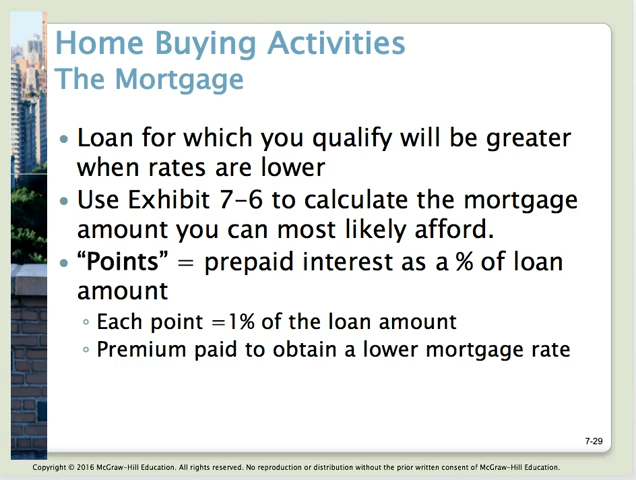 Home Buying Activities
The Mortgage
• Loan for which you qualify will be greater
when rates are lower
• Use Exhibit 7-6 to calculate the mortgage
amount you can most likely afford.
• “Points” = prepaid interest as a % of loan
amount
◦ Each point =1% of the loan amount
◦ Premium paid to obtain a lower mortgage rate
7-29
Copyright © 2016 McGraw-Hill Education. All rights reserved. No reproduction or distribution without the prior written consent of McGraw-Hill Education.